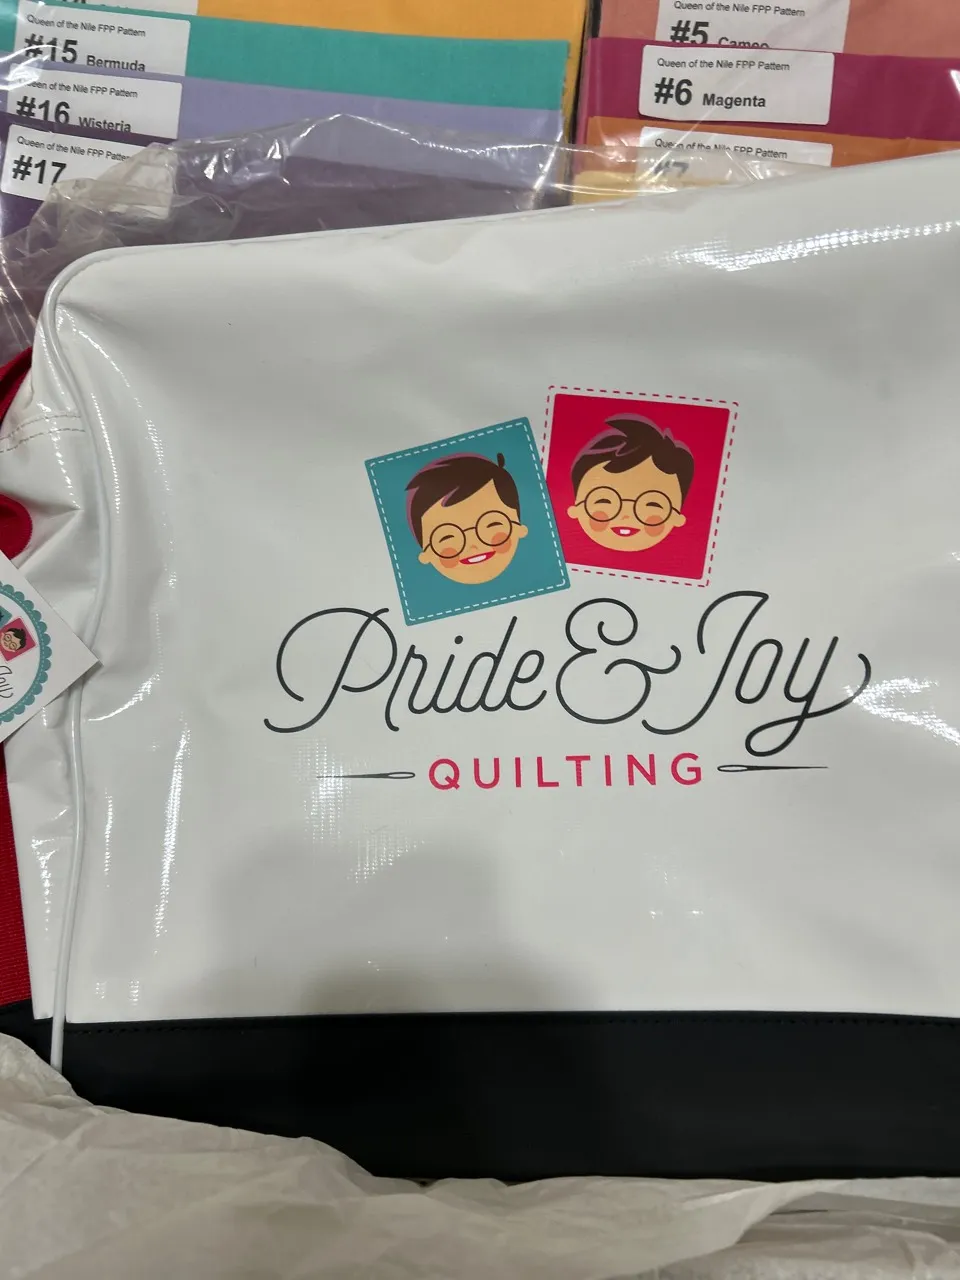 Queen of the Nile FPP Pattern
#15 Bermuda
Queen of the Nile FPP Pattern
#16 Wisteria
Queen of the Nile FPP Pattern
#17
Queen of the Nile FPP Pattern
#5 Cameo
Queen of the Nile FPP Pattern
#6 Magenta
Queen of the Nile FPP Pattern
Pride & Joy
QUILTING
Joy